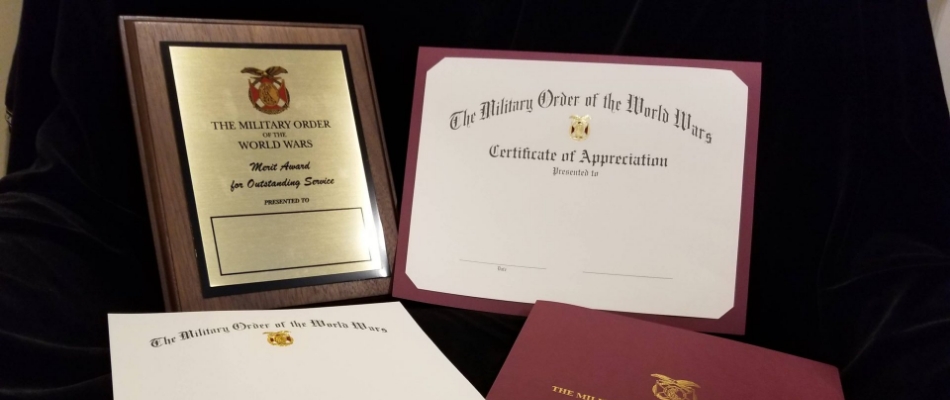 THE MILITARY ORDER
OF THE
WORLD WARS
Merit Award
for Outstanding Service
PRESENTED TO
The Military Order of the World Wars
Certificate of Appreciation
Presented to
Date
The Military Order of the World Wars
THE